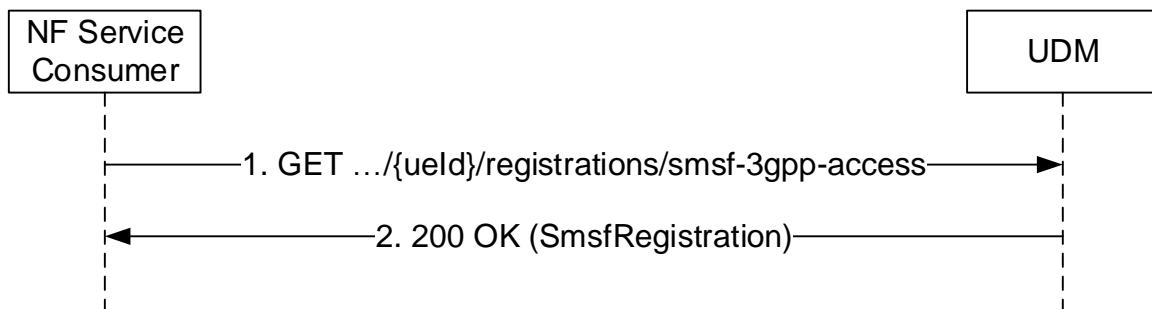 NF Service
Consumer
UDM
1. GET …/{ueId}/registrations/smsf-3gpp-access
2. 200 OK (SmsfRegistration)